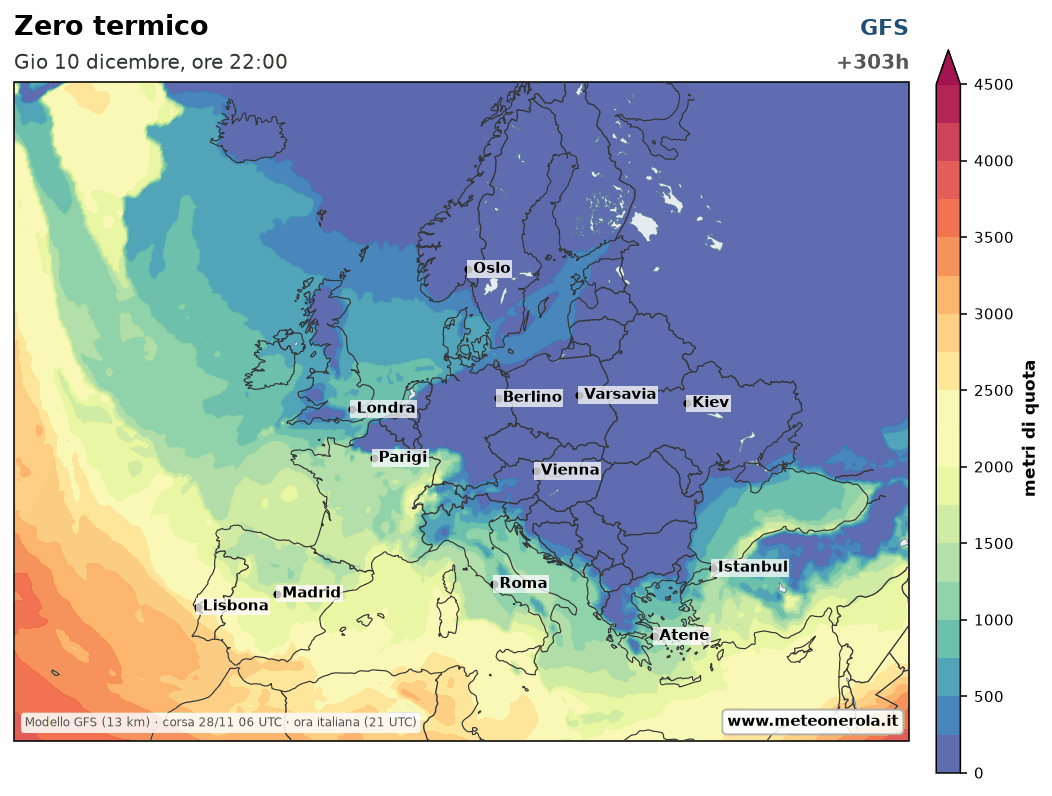 Zero termico
GFS
Gio 10 dicembre, ore 22:00
+303h
4500
4000
3500
3000
2500
2000
1500
1000
500
0
metri di quota
Oslo
Berlino
Varsavia
Kiev
Londra
Parigi
Vienna
Istanbul
Roma
Madrid
Lisbona
Atene
Modello GFS (13 km) · corsa 28/11 06 UTC · ora italiana (21 UTC)
www.meteonerola.it